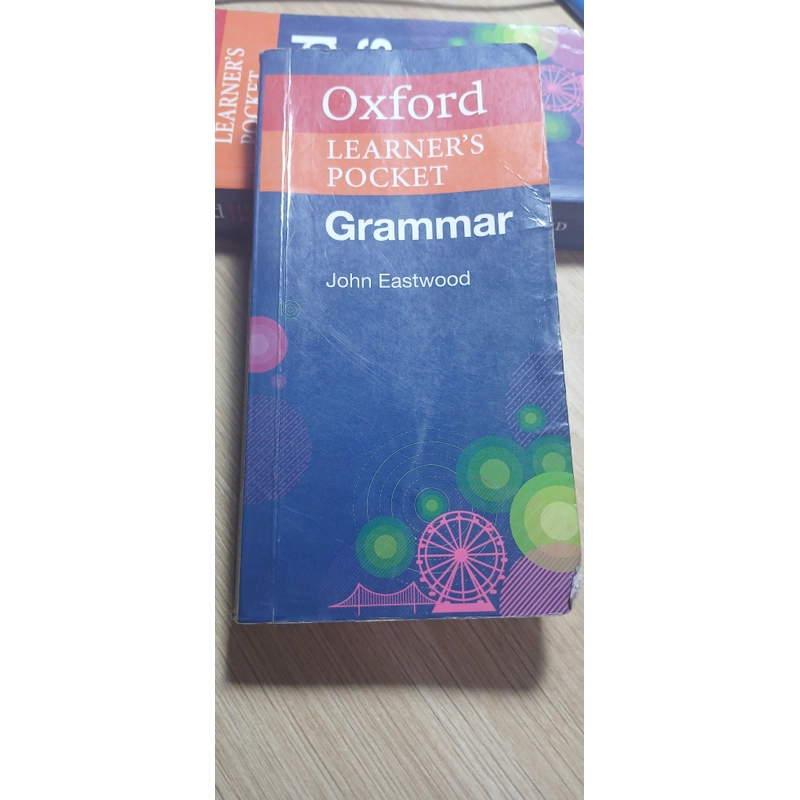 Oxford
LEARNER'S
POCKET
Grammar
John Eastwood
LEARNER'S
POCKET